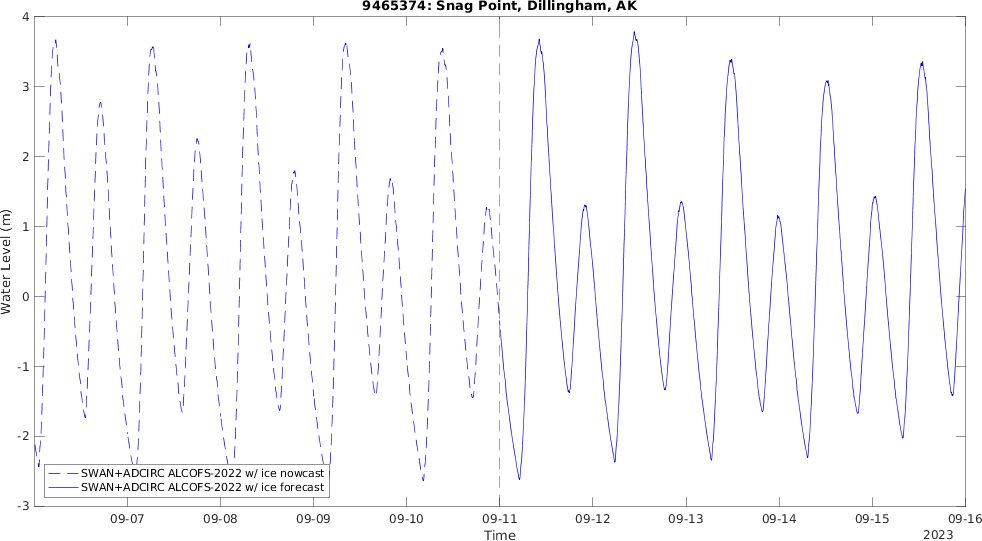 9465374: Snag Point, Dillingham, AK
4
3
2
1
0
-1
-2
-3
Water Level (m)
SWAN+ADCIRC ALCOFS-2022 w/ ice nowcast
SWAN+ADCIRC ALCOFS-2022 w/ ice forecast
09-07 09-08 09-09 09-10 09-11 09-12 09-13 09-14 09-15 09-16
Time
2023